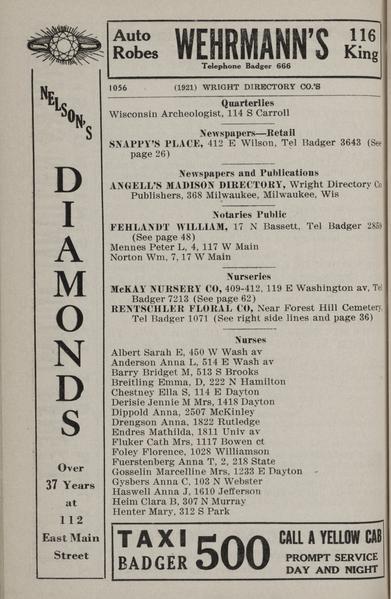 Auto Robes
WEHRMANN'S
Telephone Badger 666
116 King
NELSON'S
DIAMONDS
Over
37 Years
at
112
East Main
Street
1056 (1921) WRIGHT DIRECTORY CO.'S
Quarterlies
Wisconsin Archeologist, 114 S Carroll
Newspapers—Retail
SNAPPY'S PLACE, 412 E Wilson, Tel Badger 3643 (See
page 26)
Newspapers and Publications
ANGELL'S MADISON DIRECTORY, Wright Directory Co
Publishers, 368 Milwaukee, Milwaukee, Wis
Notaries Public
FEHLANDT WILLIAM, 17 N Bassett, Tel Badger 2859
(See page 48)
Mennes Peter L, 4, 117 W Main
Norton Wm, 7, 17 W Main
Nurseries
McKAY NURSERY CO, 409-412, 119 E Washington av, Tel
Badger 7213 (See page 62)
RENTSCHLER FLORAL CO, Near Forest Hill Cemetery,
Tel Badger 1071 (See right side lines and page 36)
Nurses
Albert Sarah E, 450 W Wash av
Anderson Anna L, 514 E Wash av
Barry Bridget M, 513 S Brooks
Breitling Emma, D, 222 N Hamilton
Chestney Ella S, 114 E Dayton
Derisie Jennie M Mrs, 1418 Dayton
Dippold Anna, 2507 McKinley
Drengson Anna, 1822 Rutledge
Endres Mathilda, 1811 Univ av
Fluker Cath Mrs, 1117 Bowen ct
Foley Florence, 1028 Williamson
Fuerstenberg Anna T, 2, 218 State
Gosselin Marcelline Mrs, 1233 E Dayton
Gysbers Anna C, 103 N Webster
Haswell Anna J, 1610 Jefferson
Heim Clara B, 307 N Murray
Henter Mary, 312 S Park
TAXI
BADGER
500
CALL A YELLOW CAB
PROMPT SERVICE
DAY AND NIGHT